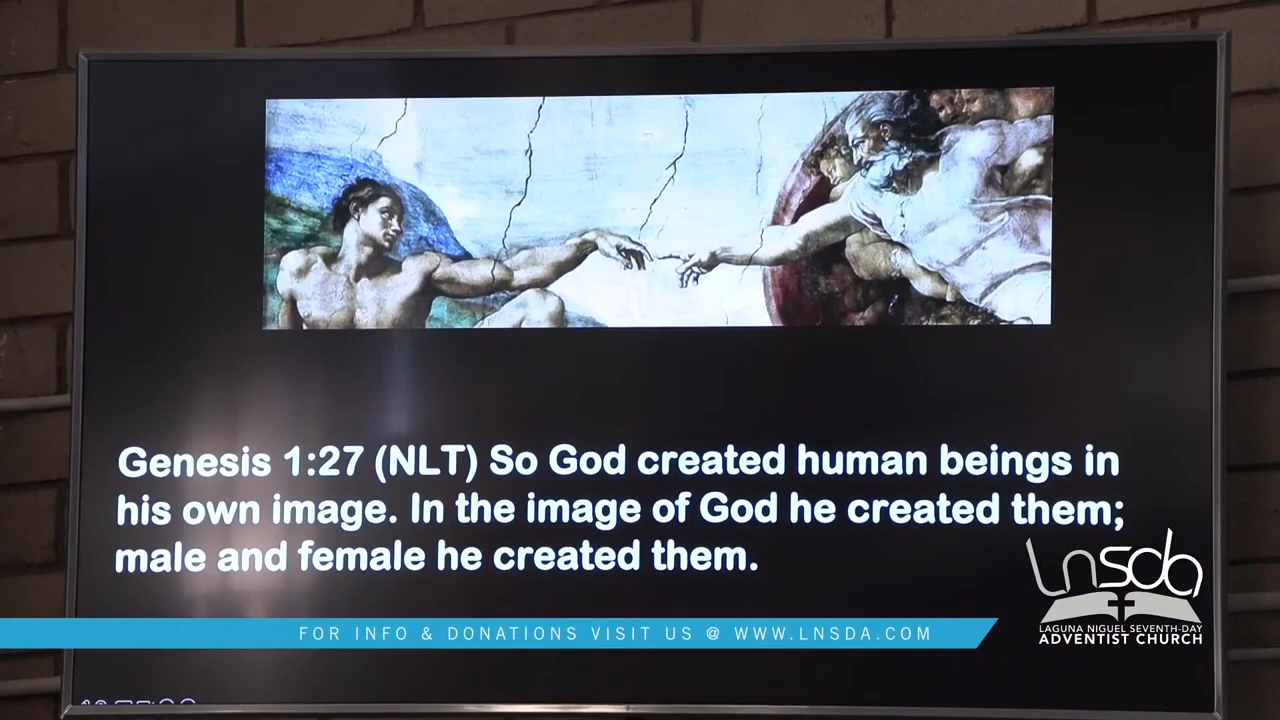 Genesis 1:27 (NLT) So God created human beings in
his own image. In the image of God he created them;
male and female he created them.
FOR INFO & DONATIONS VISIT US @ WWW.LNSDA.COM
Lnsda
LAGUNA NIGUEL SEVENTH-DAY
ADVENTIST CHURCH